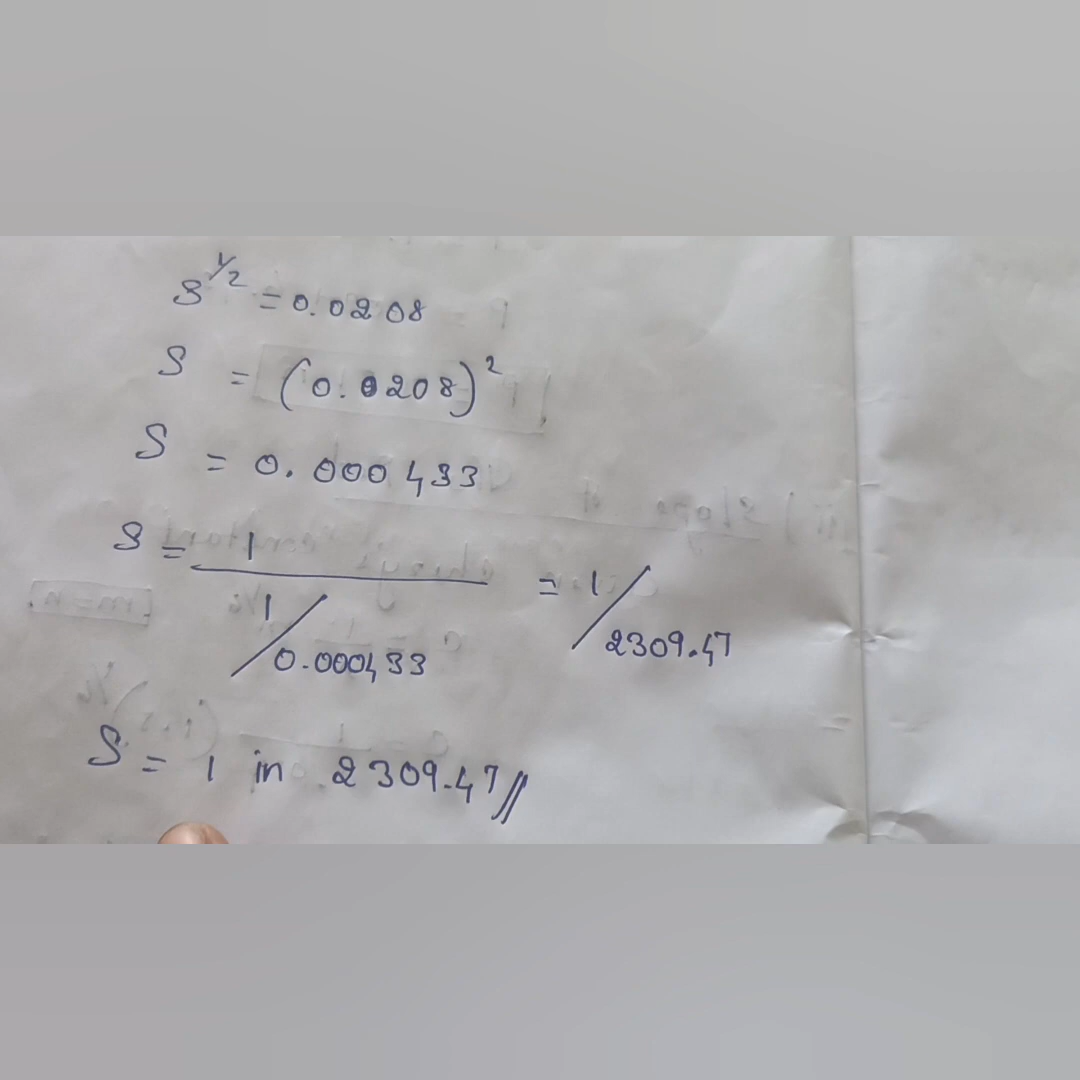 S^1/2 = 0.0208
S = (0.0208)^2
S = 0.000433
S = 1 / (1/0.000433) = 1/2309.47
S = 1 in 2309.47//